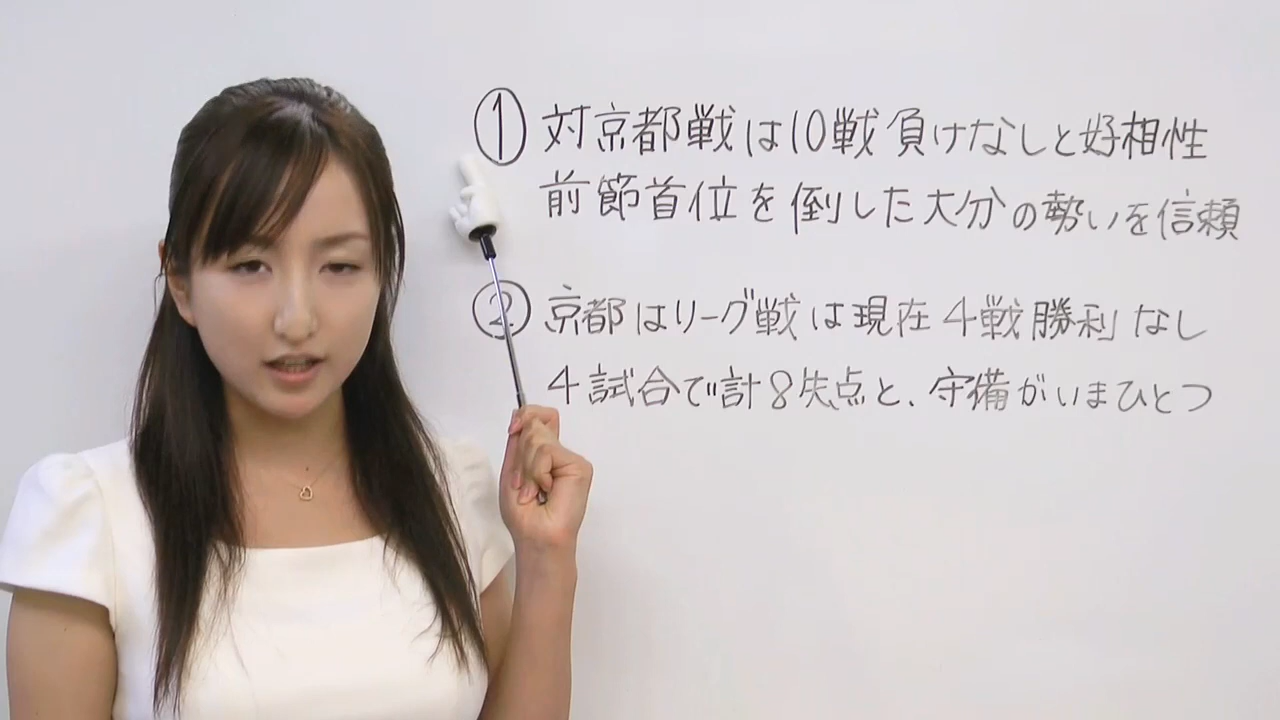 ① 対京都戦は10戦負けなしと好相性
前節首位を倒した大分の勢いを信頼
② 京都はリーグ戦は現在4戦勝利なし
4試合で計8失点と、守備がいまひとつ